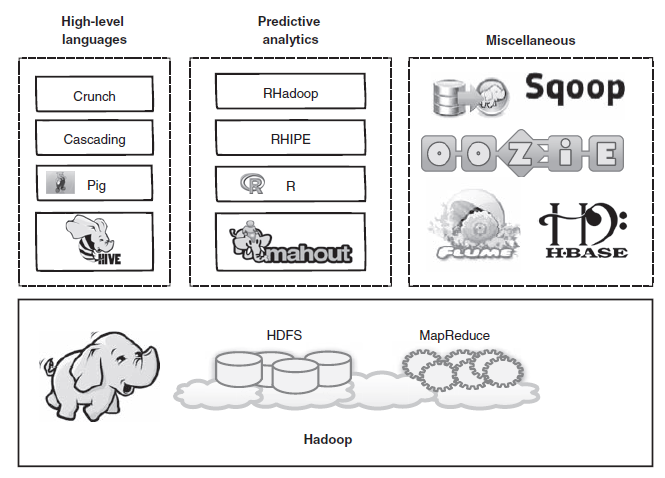 High-level
languages
Predictive
analytics
Miscellaneous
Crunch
Cascading
Pig
HIVE
RHadoop
RHIPE
R R
mahout
Sqoop
OOZiE
FLUME
H
H·BASE
HDFS
MapReduce
Hadoop